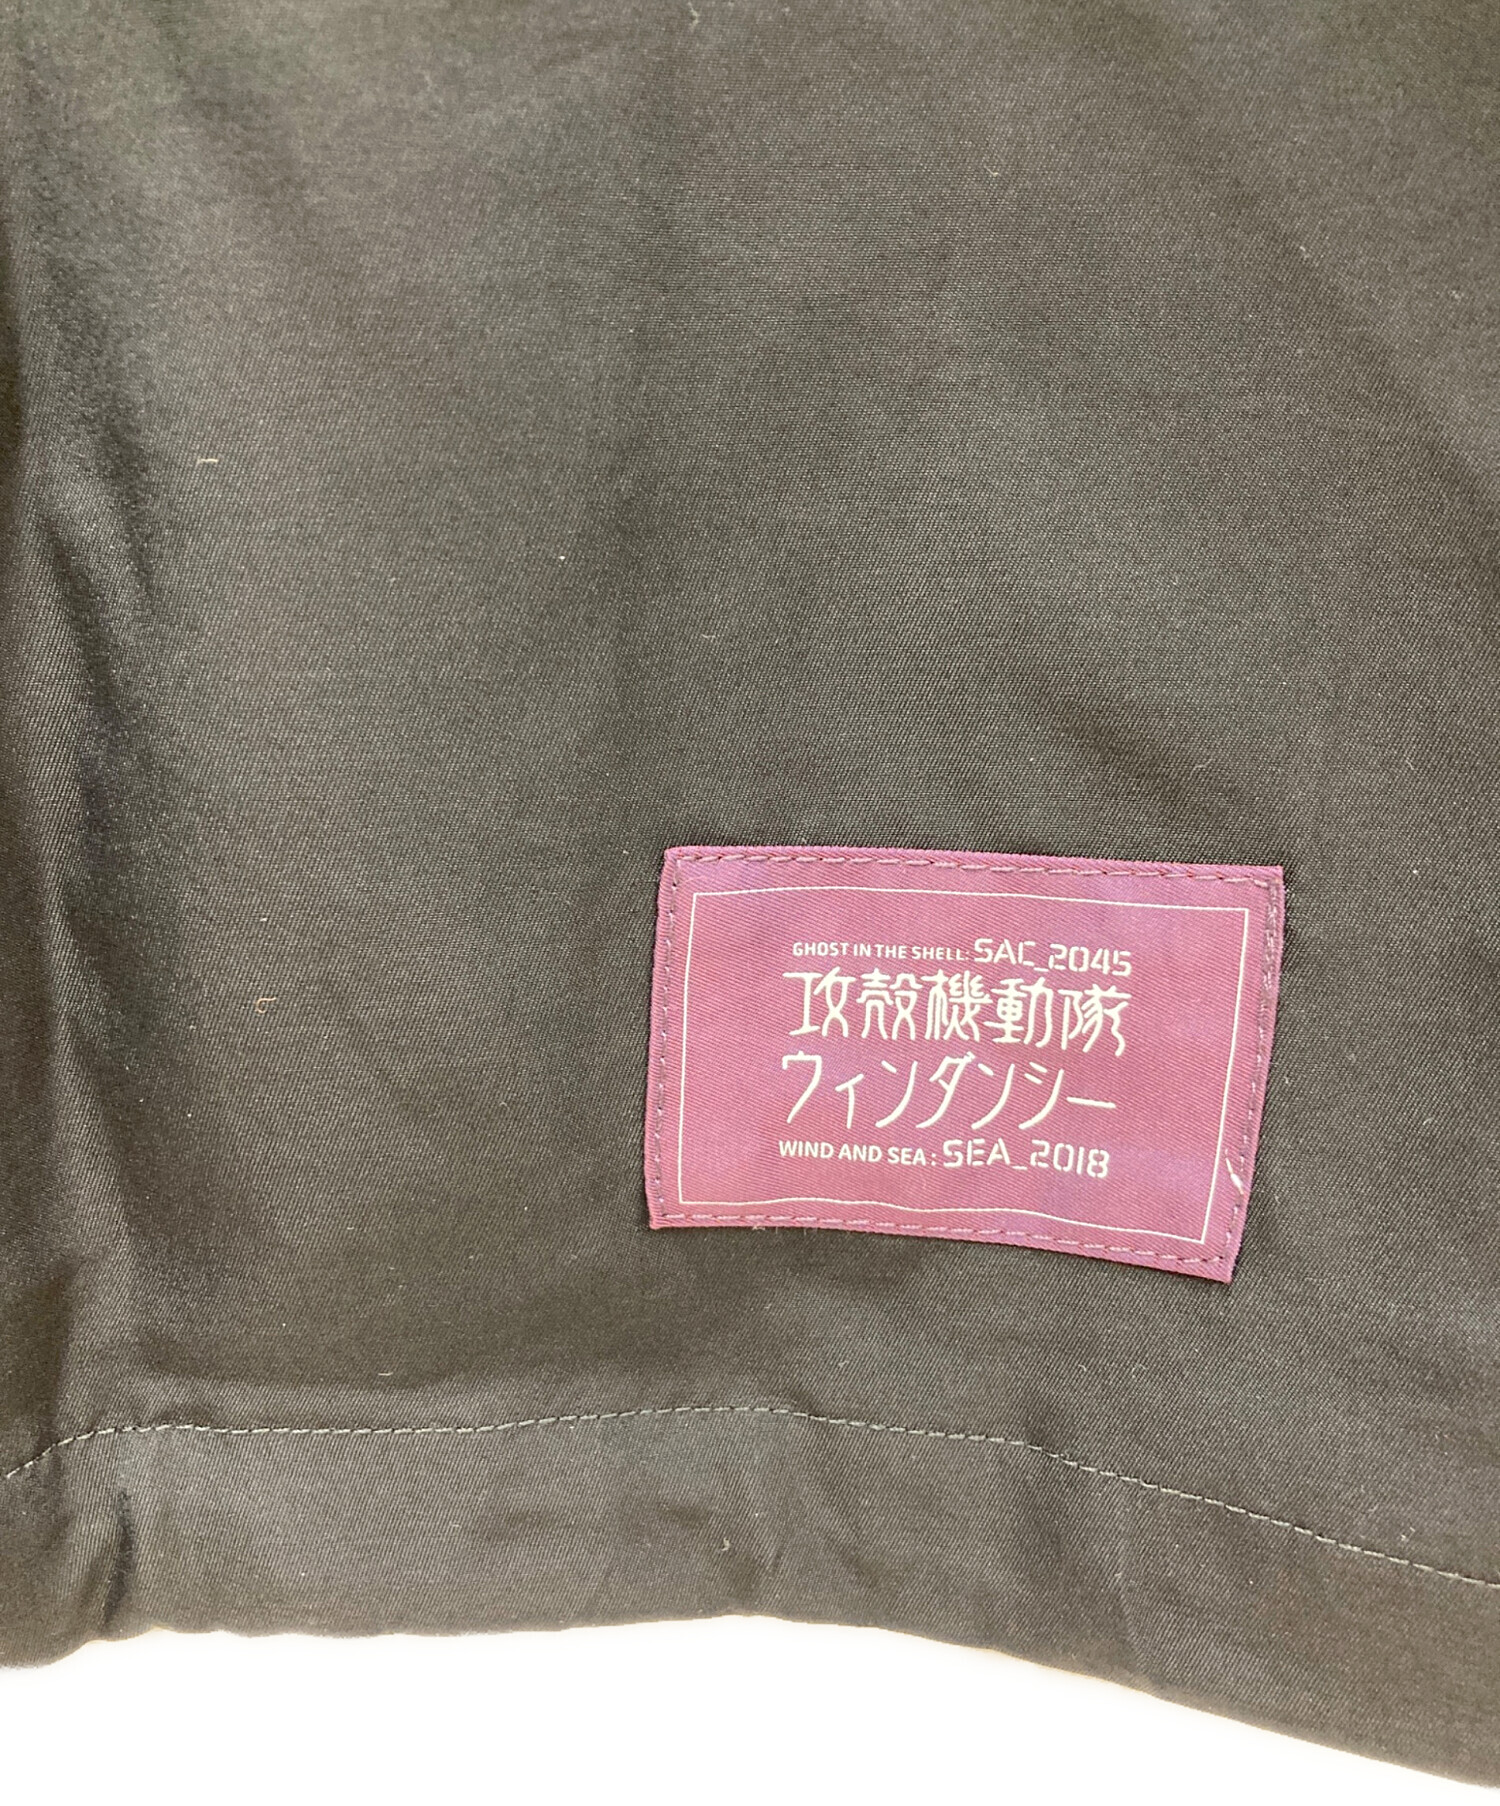 GHOST IN THE SHELL: SAC_2045
攻殻機動隊
ウィンダンシー
WIND AND SEA : SEA_2018